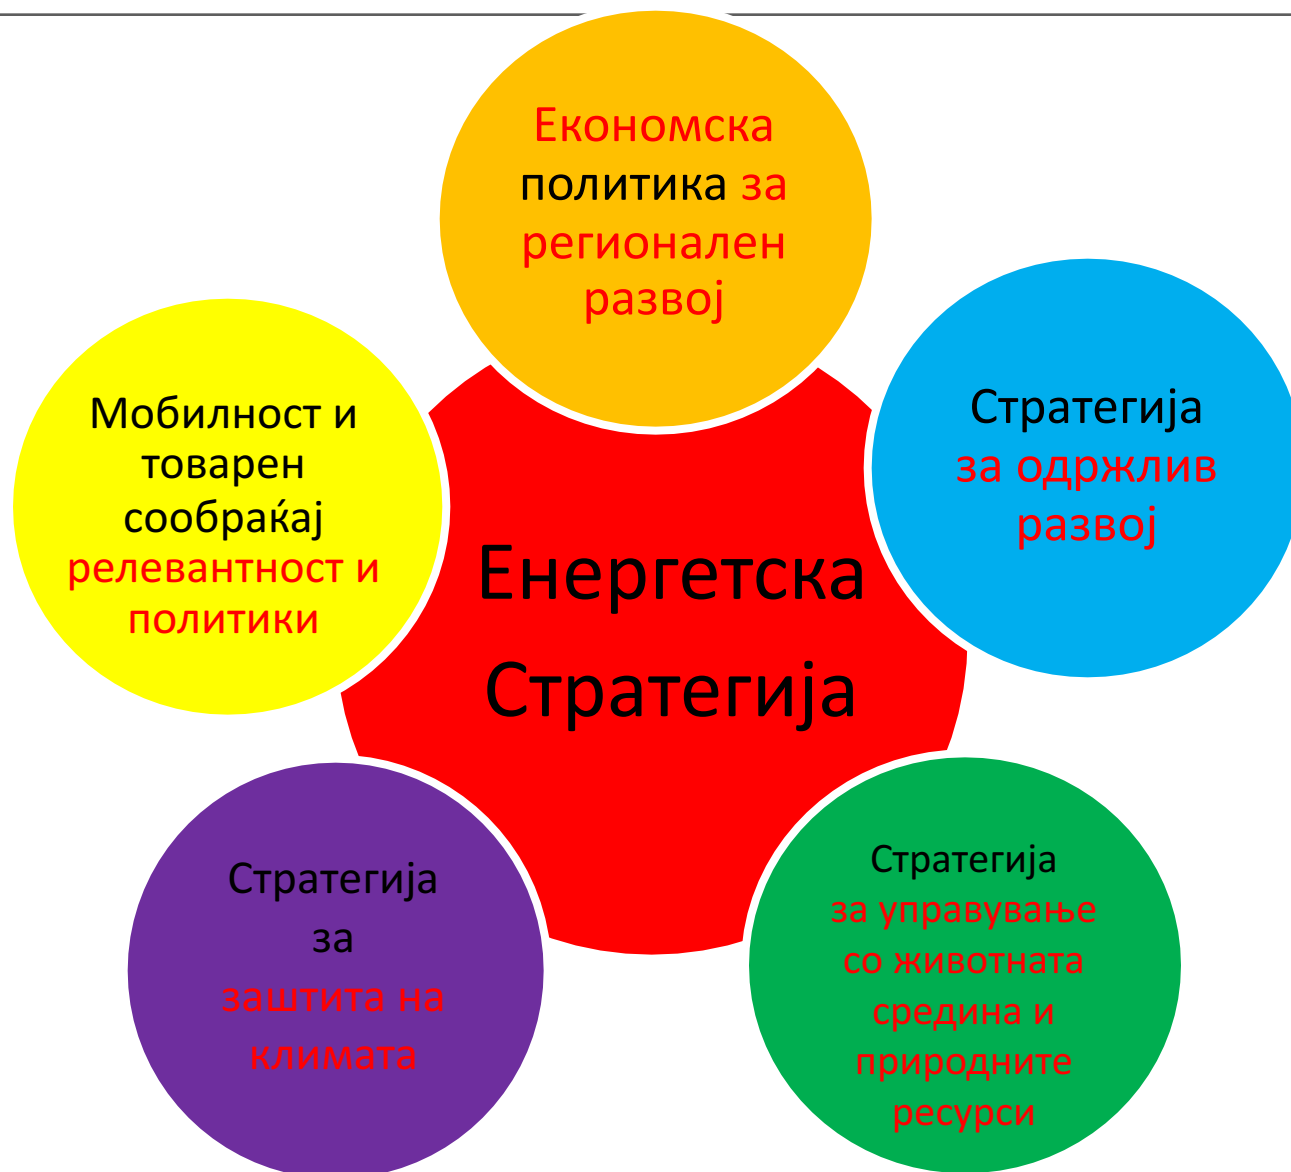 Економска
политика за
регионален
развој
Мобилност и
товарен
сообраќај
релевантност и
политики
Стратегија
за одржлив
развој
Енергетска
Стратегија
Стратегија
за
заштита на
климата
Стратегија
за управување
со животната
средина и
природните
ресурси